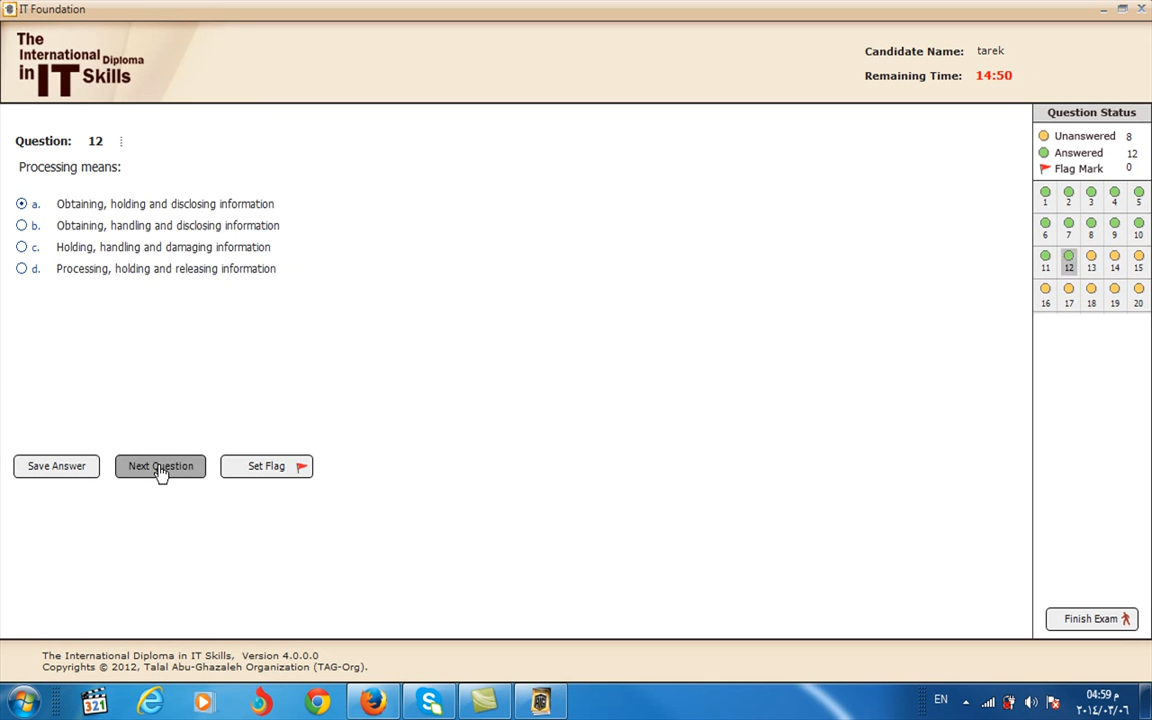 IT Foundation
The
International Diploma
in IT Skills
Candidate Name: tarek
Remaining Time: 14:50
Question Status
Unanswered 8
Answered 12
Flag Mark 0
1 2 3 4 5
6 7 8 9 10
11 12 13 14 15
16 17 18 19 20
Question: 12
Processing means:
a. Obtaining, holding and disclosing information
b. Obtaining, handling and disclosing information
c. Holding, handling and damaging information
d. Processing, holding and releasing information
Save Answer Next Question Set Flag
Finish Exam
The International Diploma in IT Skills, Version 4.0.0.0
Copyrights © 2012, Talal Abu-Ghazaleh Organization (TAG-Org).
321
EN
04:59 م
٢٠١٤/٠٣/٠٦